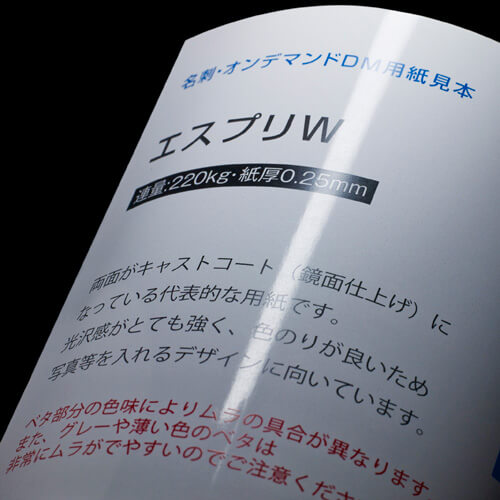 名刺・オンデマンドDM用紙見本
エスプリW
連量:220kg・紙厚0.25mm
両面がキャストコート（鏡面仕上げ）に
なっている代表的な用紙です。
光沢感がとても強く、色のりが良いため
写真等を入れるデザインに向いています。
ベタ部分の色味によりムラの具合が異なります
また、グレーや薄い色のベタは
非常にムラがでやすいのでご注意くださ